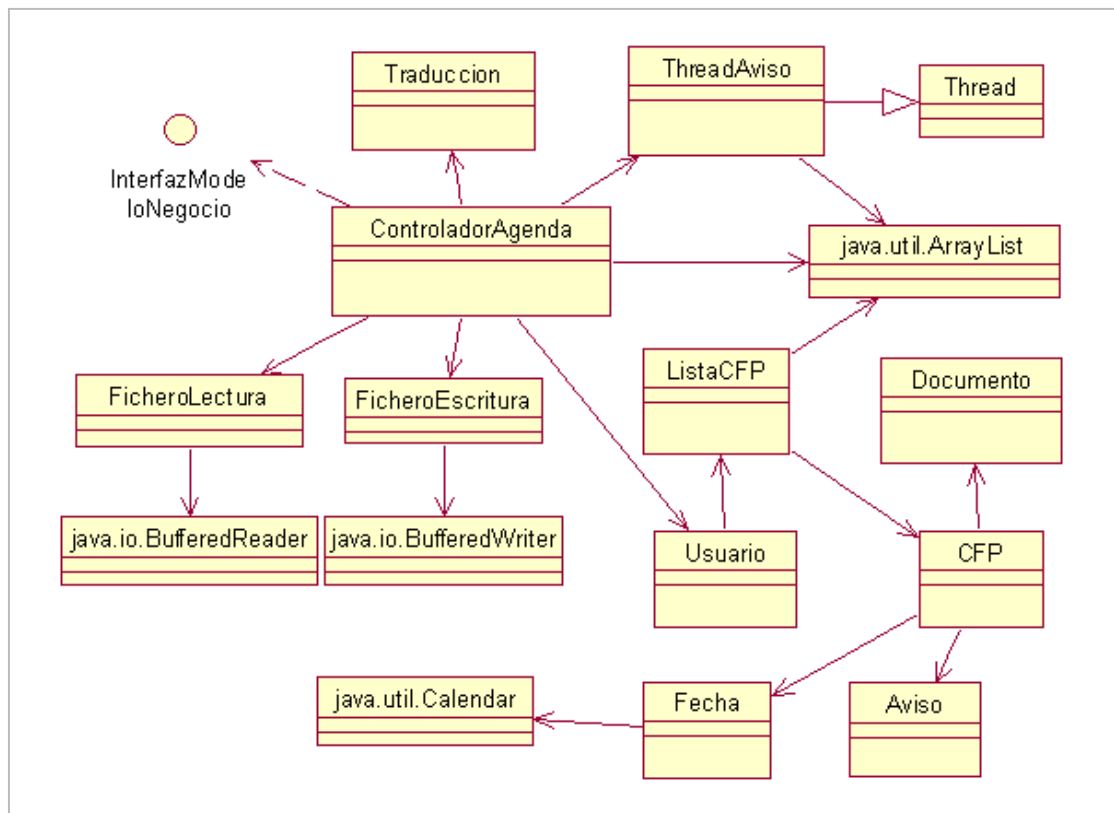 Traduccion
ThreadAviso
Thread
InterfazMode
loNegocio
ControladorAgenda
java.util.ArrayList
FicheroLectura
FicheroEscritura
ListaCFP
Documento
java.io.BufferedReader
java.io.BufferedWriter
Usuario
CFP
java.util.Calendar
Fecha
Aviso